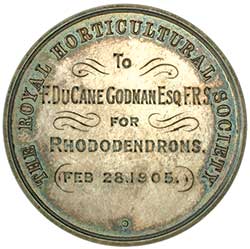 THE ROYAL HORTICULTURAL SOCIETY
To
F. DuCane Godman Esq. F.R.S.
FOR
RHODODENDRONS.
(FEB 28.1905.)